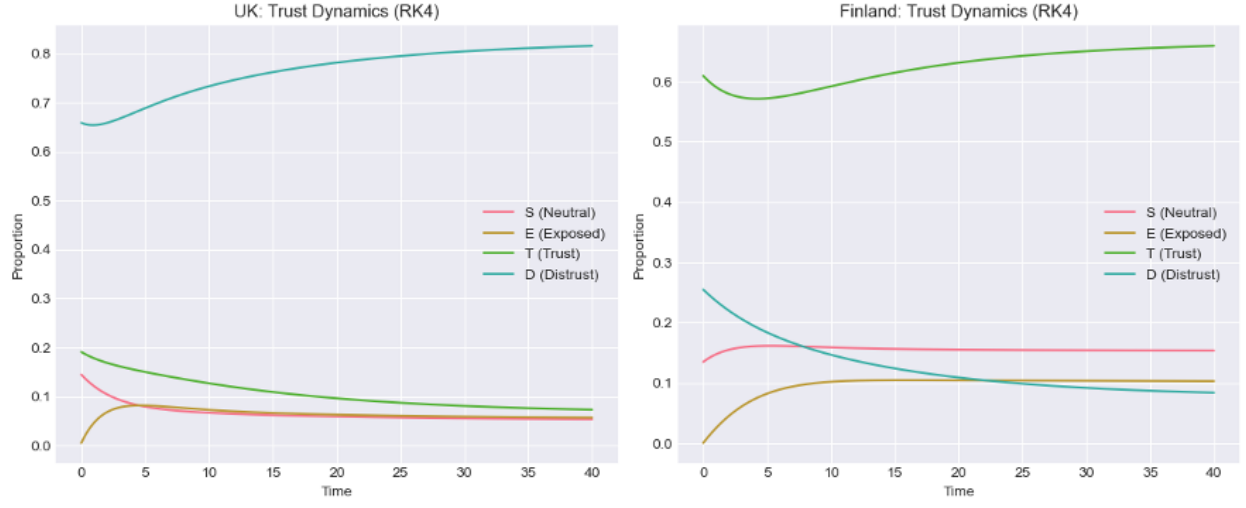 UK: Trust Dynamics (RK4)
0.8
0.7
0.6
0.5
0.4
0.3
0.2
0.1
0.0
Proportion
S (Neutral)
E (Exposed)
T (Trust)
D (Distrust)
0 5 10 15 20 25 30 35 40
Time
Finland: Trust Dynamics (RK4)
0.6
0.5
0.4
0.3
0.2
0.1
0.0
Proportion
S (Neutral)
E (Exposed)
T (Trust)
D (Distrust)
0 5 10 15 20 25 30 35 40
Time